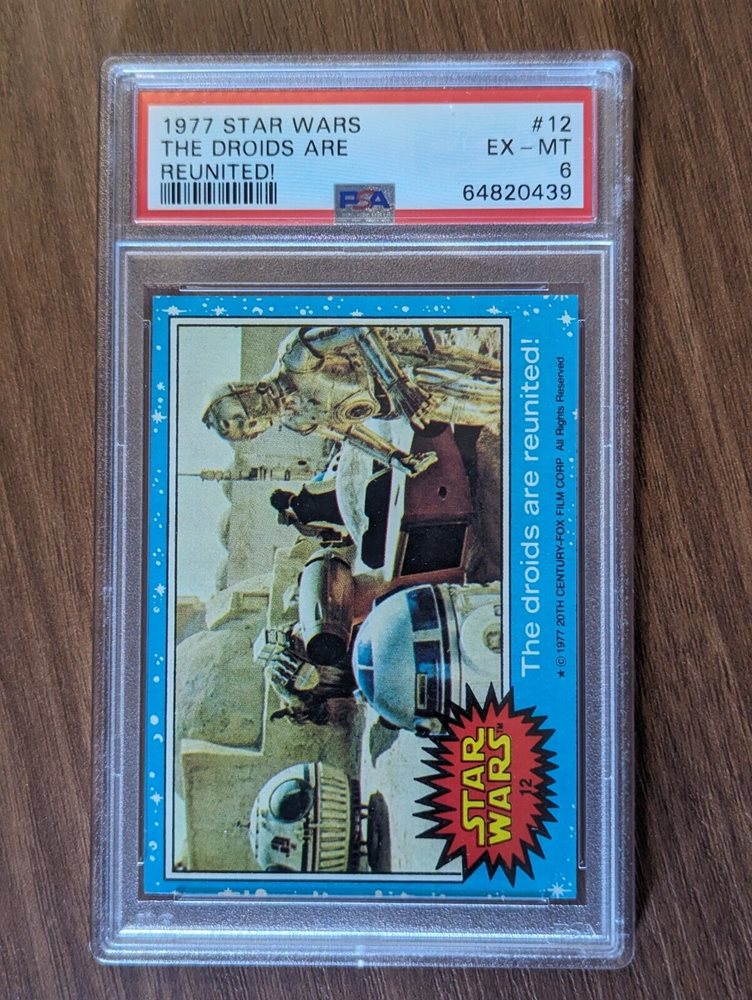 1977 STAR WARS
#12
THE DROIDS ARE
EX - MT
REUNITED!
6
PSA
64820439
The droids are reunited!
★ © 1977 20TH CENTURY-FOX FILM CORP All Rights Reserved
STAR
WARS™
12